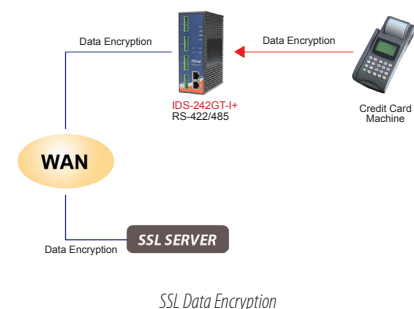 Data Encryption
Data Encryption
IDS-242GT-I+
RS-422/485
Credit Card
Machine
WAN
SSL SERVER
Data Encryption
SSL Data Encryption